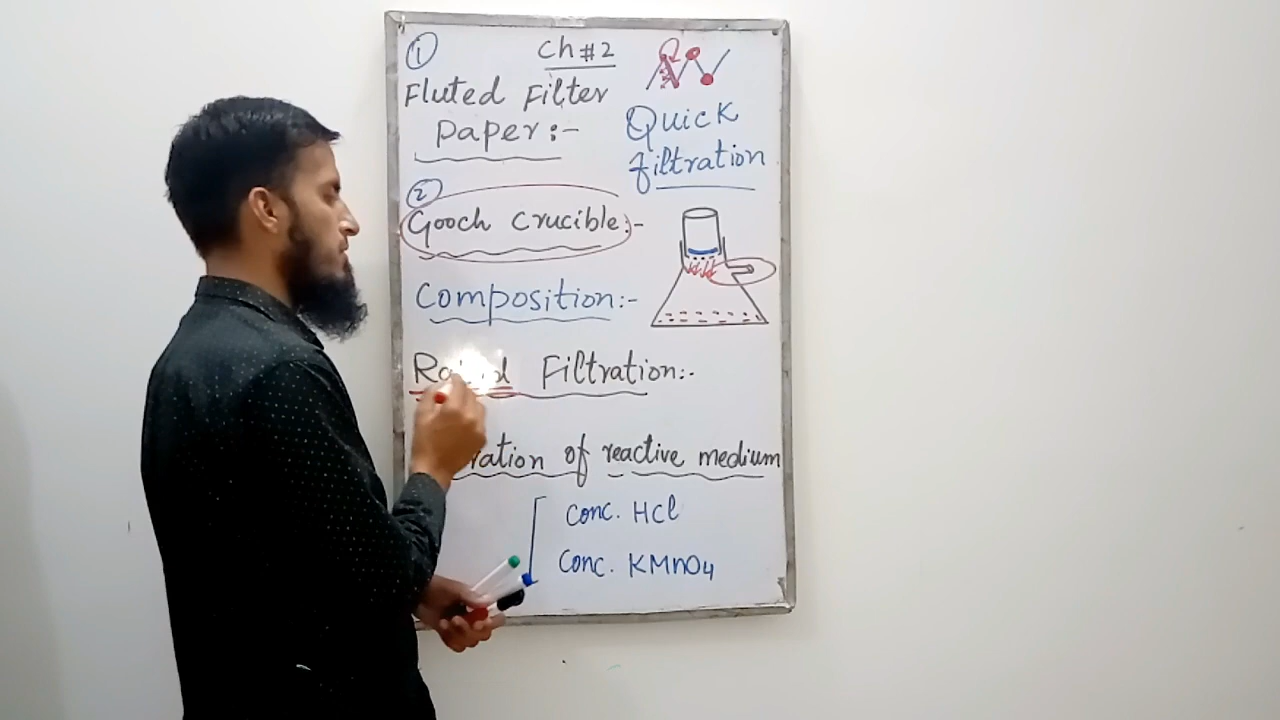 ① Ch#2
Fluted Filter
Paper:-
Quick
filtration
②
Gooch Crucible:-
Composition:-
Filtration:-
of reactive medium
Conc. HCl
Conc. KMnO4